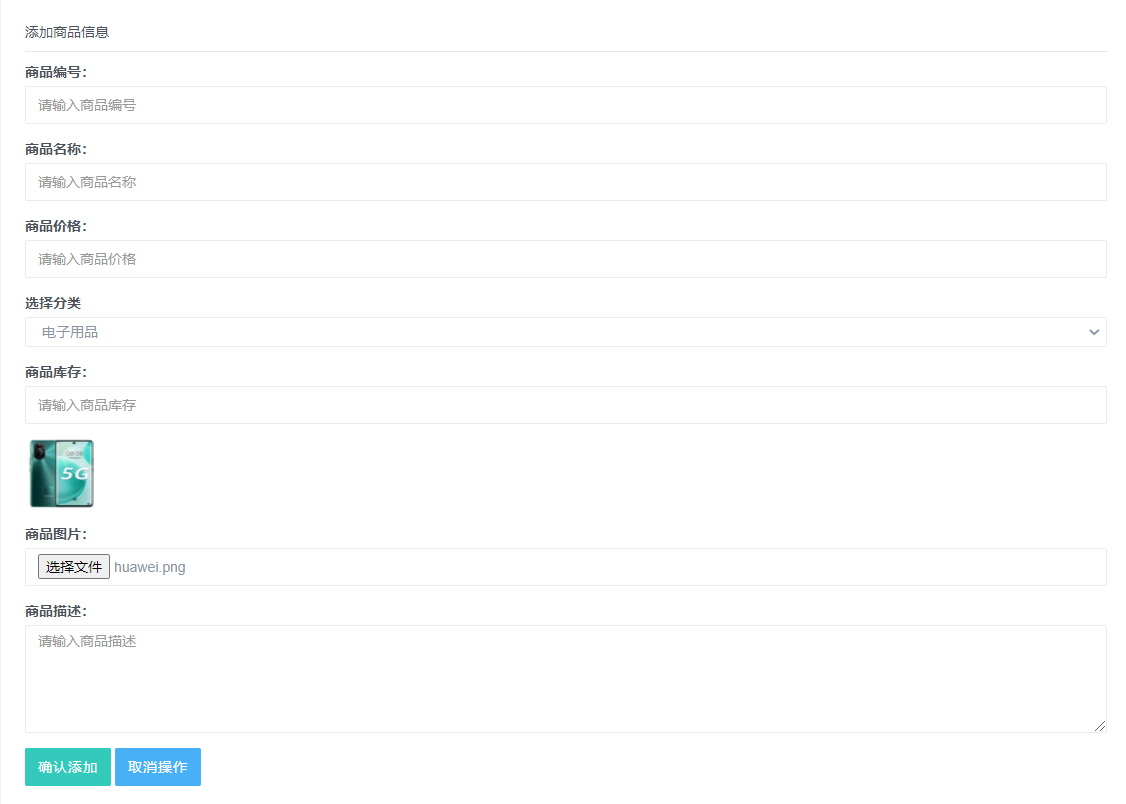 添加商品信息
商品编号:
请输入商品编号
商品名称:
请输入商品名称
商品价格:
请输入商品价格
选择分类
电子用品
商品库存:
请输入商品库存
08:08
5G
商品图片:
选择文件 huawei.png
商品描述:
请输入商品描述
确认添加 取消操作